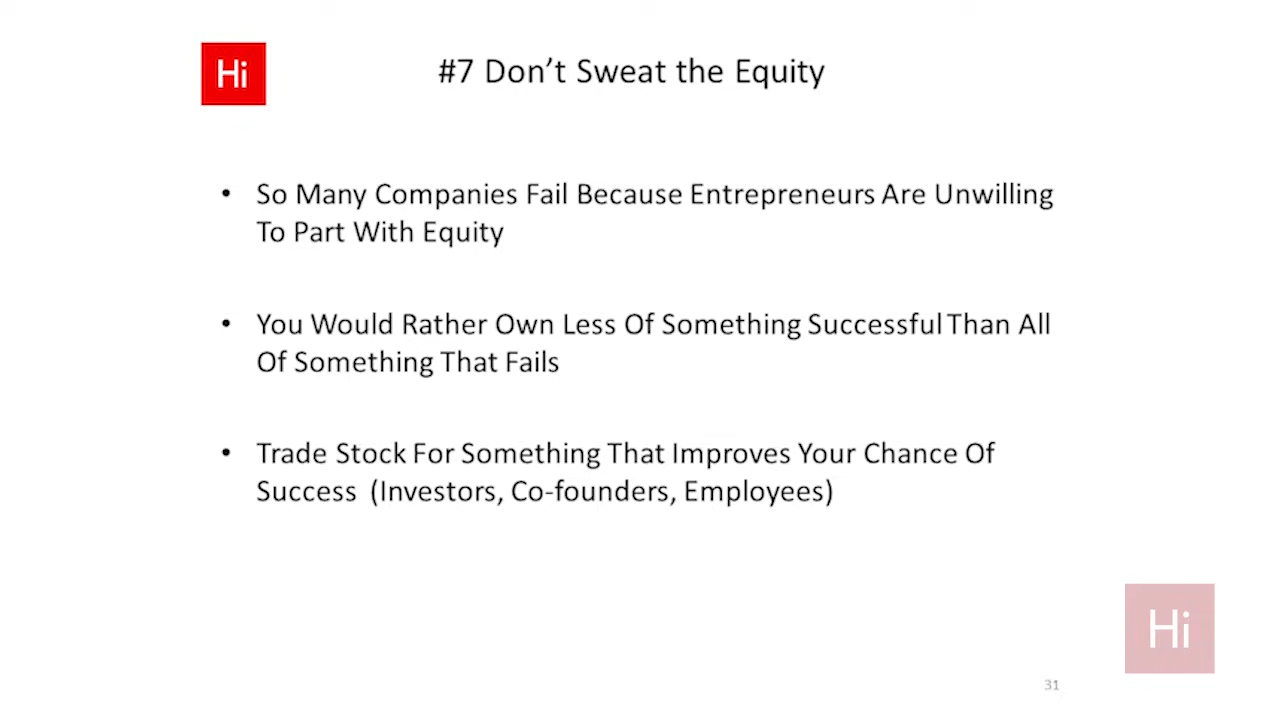 Hi
#7 Don’t Sweat the Equity
• So Many Companies Fail Because Entrepreneurs Are Unwilling
To Part With Equity
• You Would Rather Own Less Of Something Successful Than All
Of Something That Fails
• Trade Stock For Something That Improves Your Chance Of
Success (Investors, Co-founders, Employees)
Hi
31